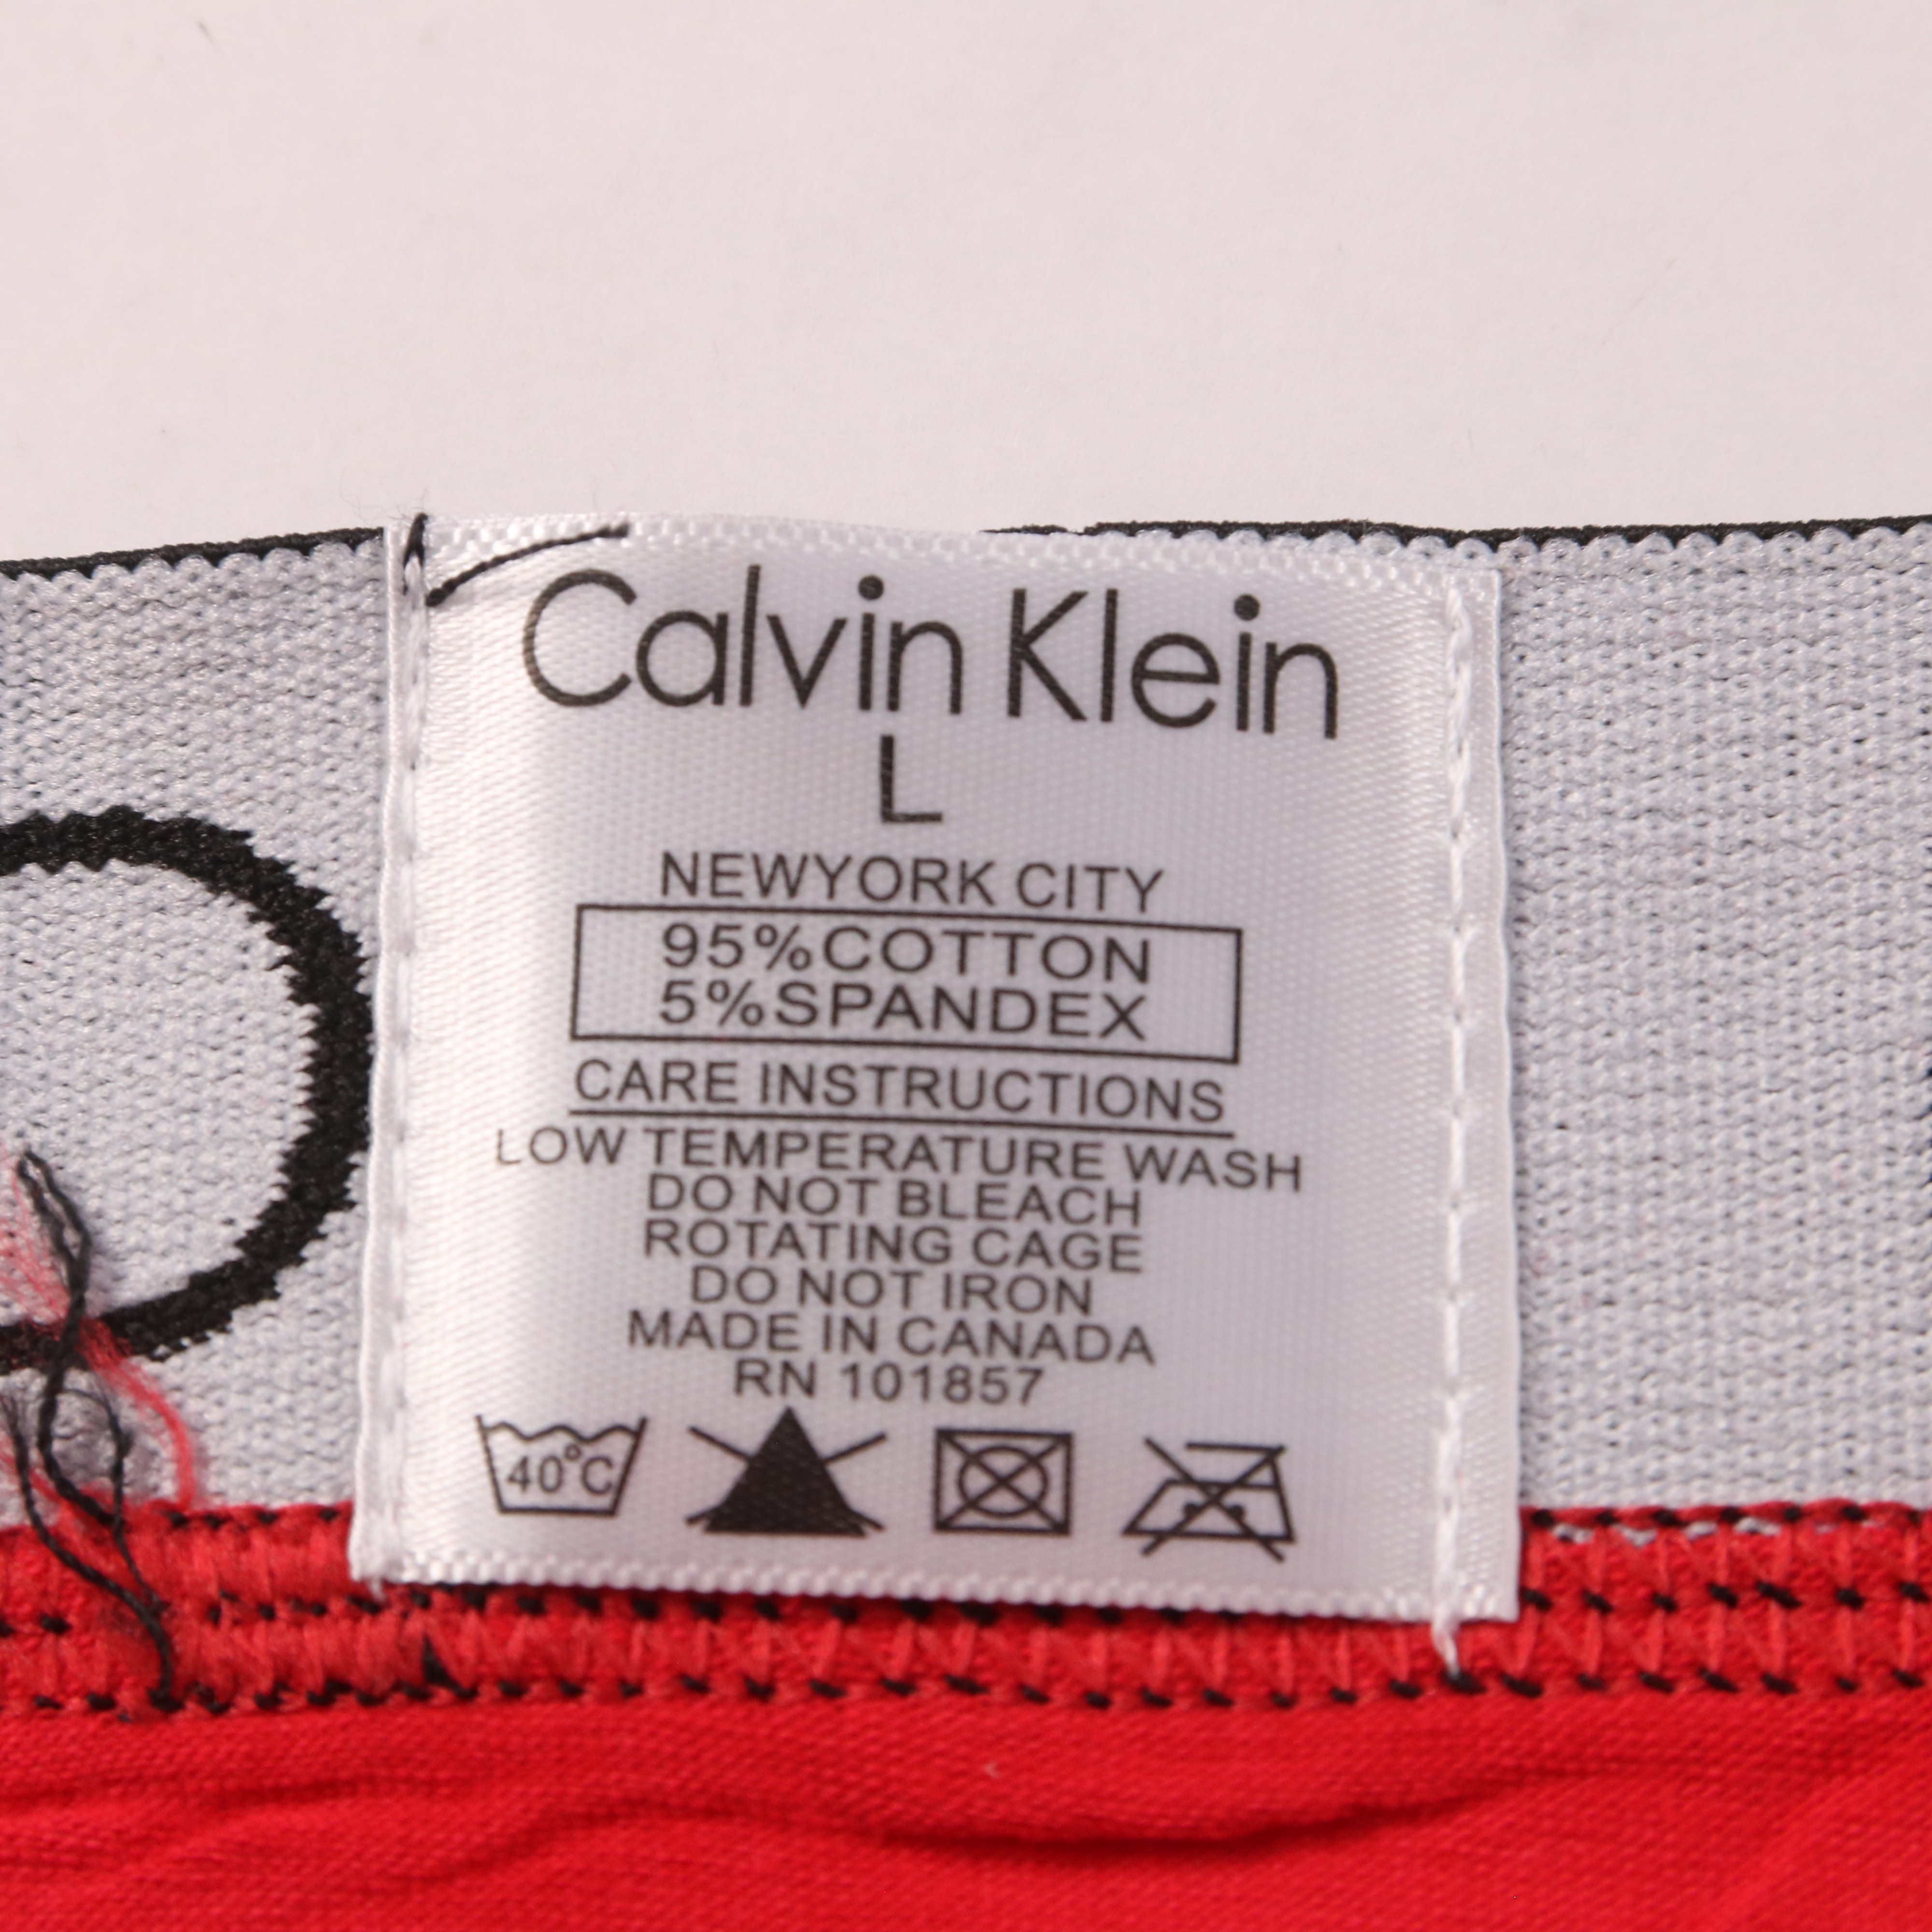 Calvin Klein
L
NEWYORK CITY
95%COTTON
5%SPANDEX
CARE INSTRUCTIONS
LOW TEMPERATURE WASH
DO NOT BLEACH
ROTATING CAGE
DO NOT IRON
MADE IN CANADA
RN 101857
40°C